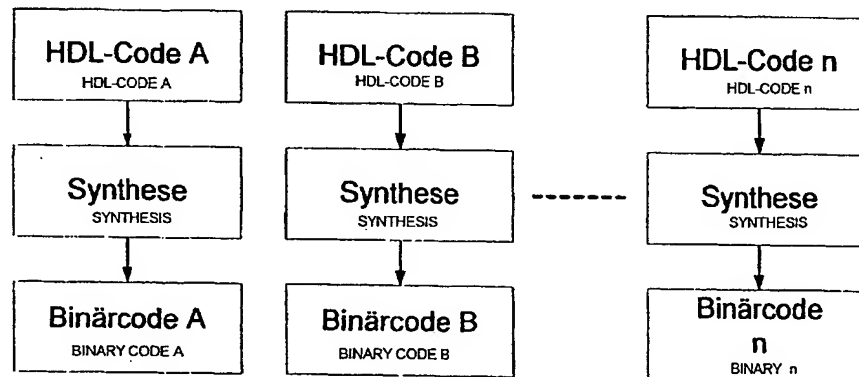 HDL-Code A
HDL-CODE A
HDL-Code B
HDL-CODE B
HDL-Code n
HDL-CODE n
Synthese
SYNTHESIS
Synthese
SYNTHESIS
Synthese
SYNTHESIS
Binärcode A
BINARY CODE A
Binärcode B
BINARY CODE B
Binärcode
n
BINARY n